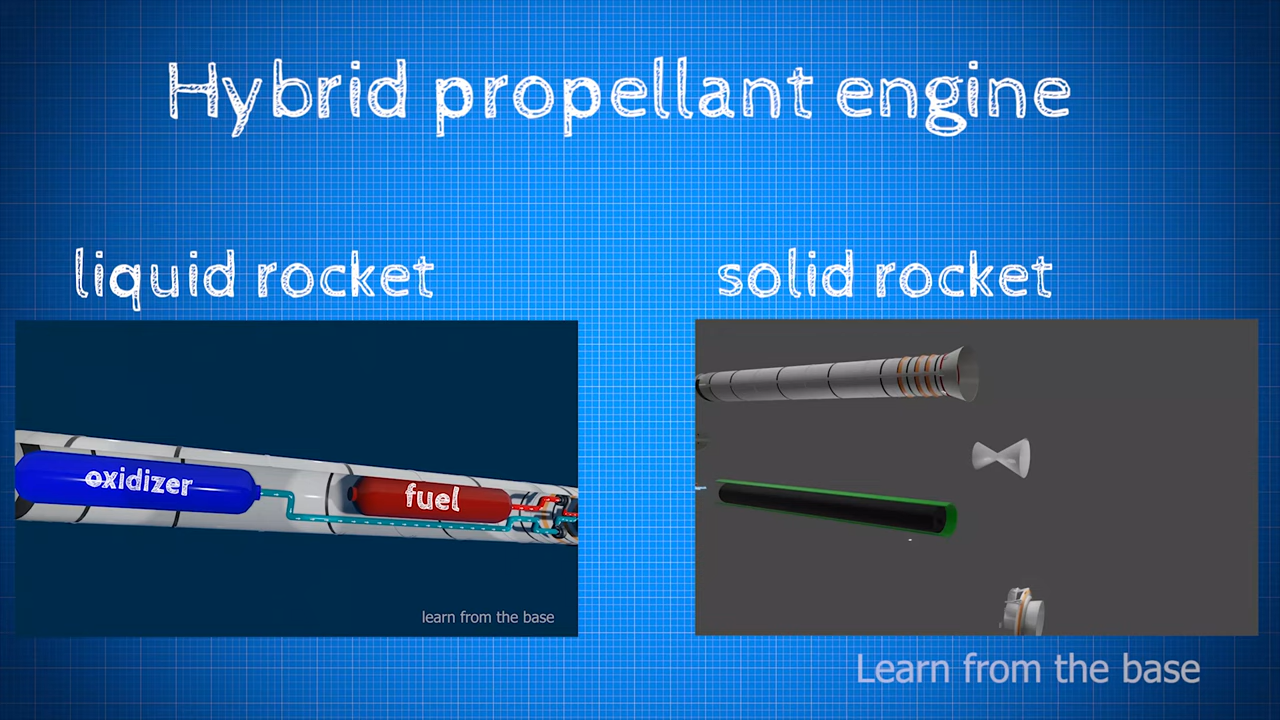 Hybrid propellant engine
liquid rocket
solid rocket
oxidizer
fuel
learn from the base
Learn from the base